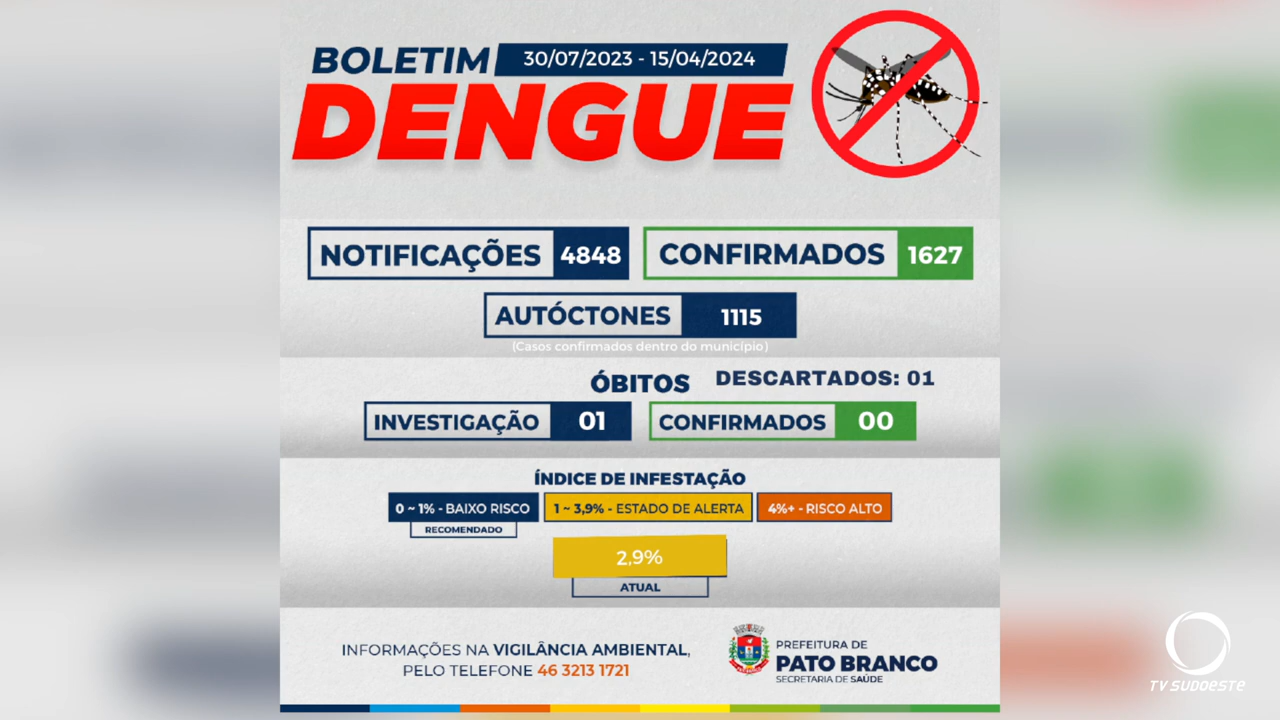 BOLETIM 30/07/2023 - 15/04/2024
DENGUE
NOTIFICAÇÕES 4848 CONFIRMADOS 1627
AUTÓCTONES 1115
(Casos confirmados dentro do município)
ÓBITOS DESCARTADOS: 01
INVESTIGAÇÃO 01 CONFIRMADOS 00
ÍNDICE DE INFESTAÇÃO
0 ~ 1% - BAIXO RISCO 1 ~ 3,9% - ESTADO DE ALERTA 4%+ - RISCO ALTO
RECOMENDADO
2,9%
ATUAL
INFORMAÇÕES NA VIGILÂNCIA AMBIENTAL,
PELO TELEFONE 46 3213 1721
PREFEITURA DE
PATO BRANCO
SECRETARIA DE SAÚDE
TV SUDOESTE